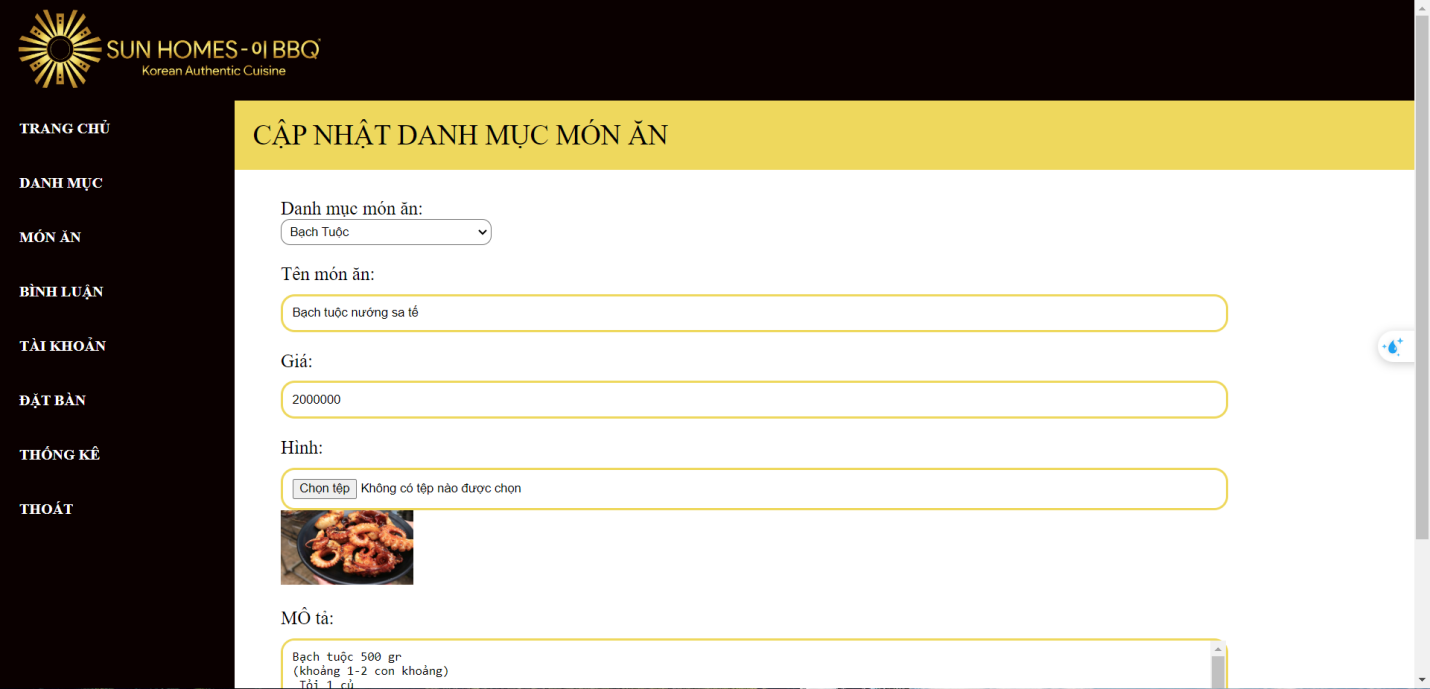 SUN HOMES - 이 BBQ
Korean Authentic Cuisine
TRANG CHỦ
DANH MỤC
MÓN ĂN
BÌNH LUẬN
TÀI KHOẢN
ĐẶT BÀN
THỐNG KÊ
THOÁT
CẬP NHẬT DANH MỤC MÓN ĂN
Danh mục món ăn:
Bạch Tuộc
Tên món ăn:
Bạch tuộc nướng sa tế
Giá:
2000000
Hình:
Chọn tệp Không có tệp nào được chọn
MÔ tả:
Bạch tuộc 500 gr
(khoảng 1-2 con khoảng)
Tỏi 1 củ